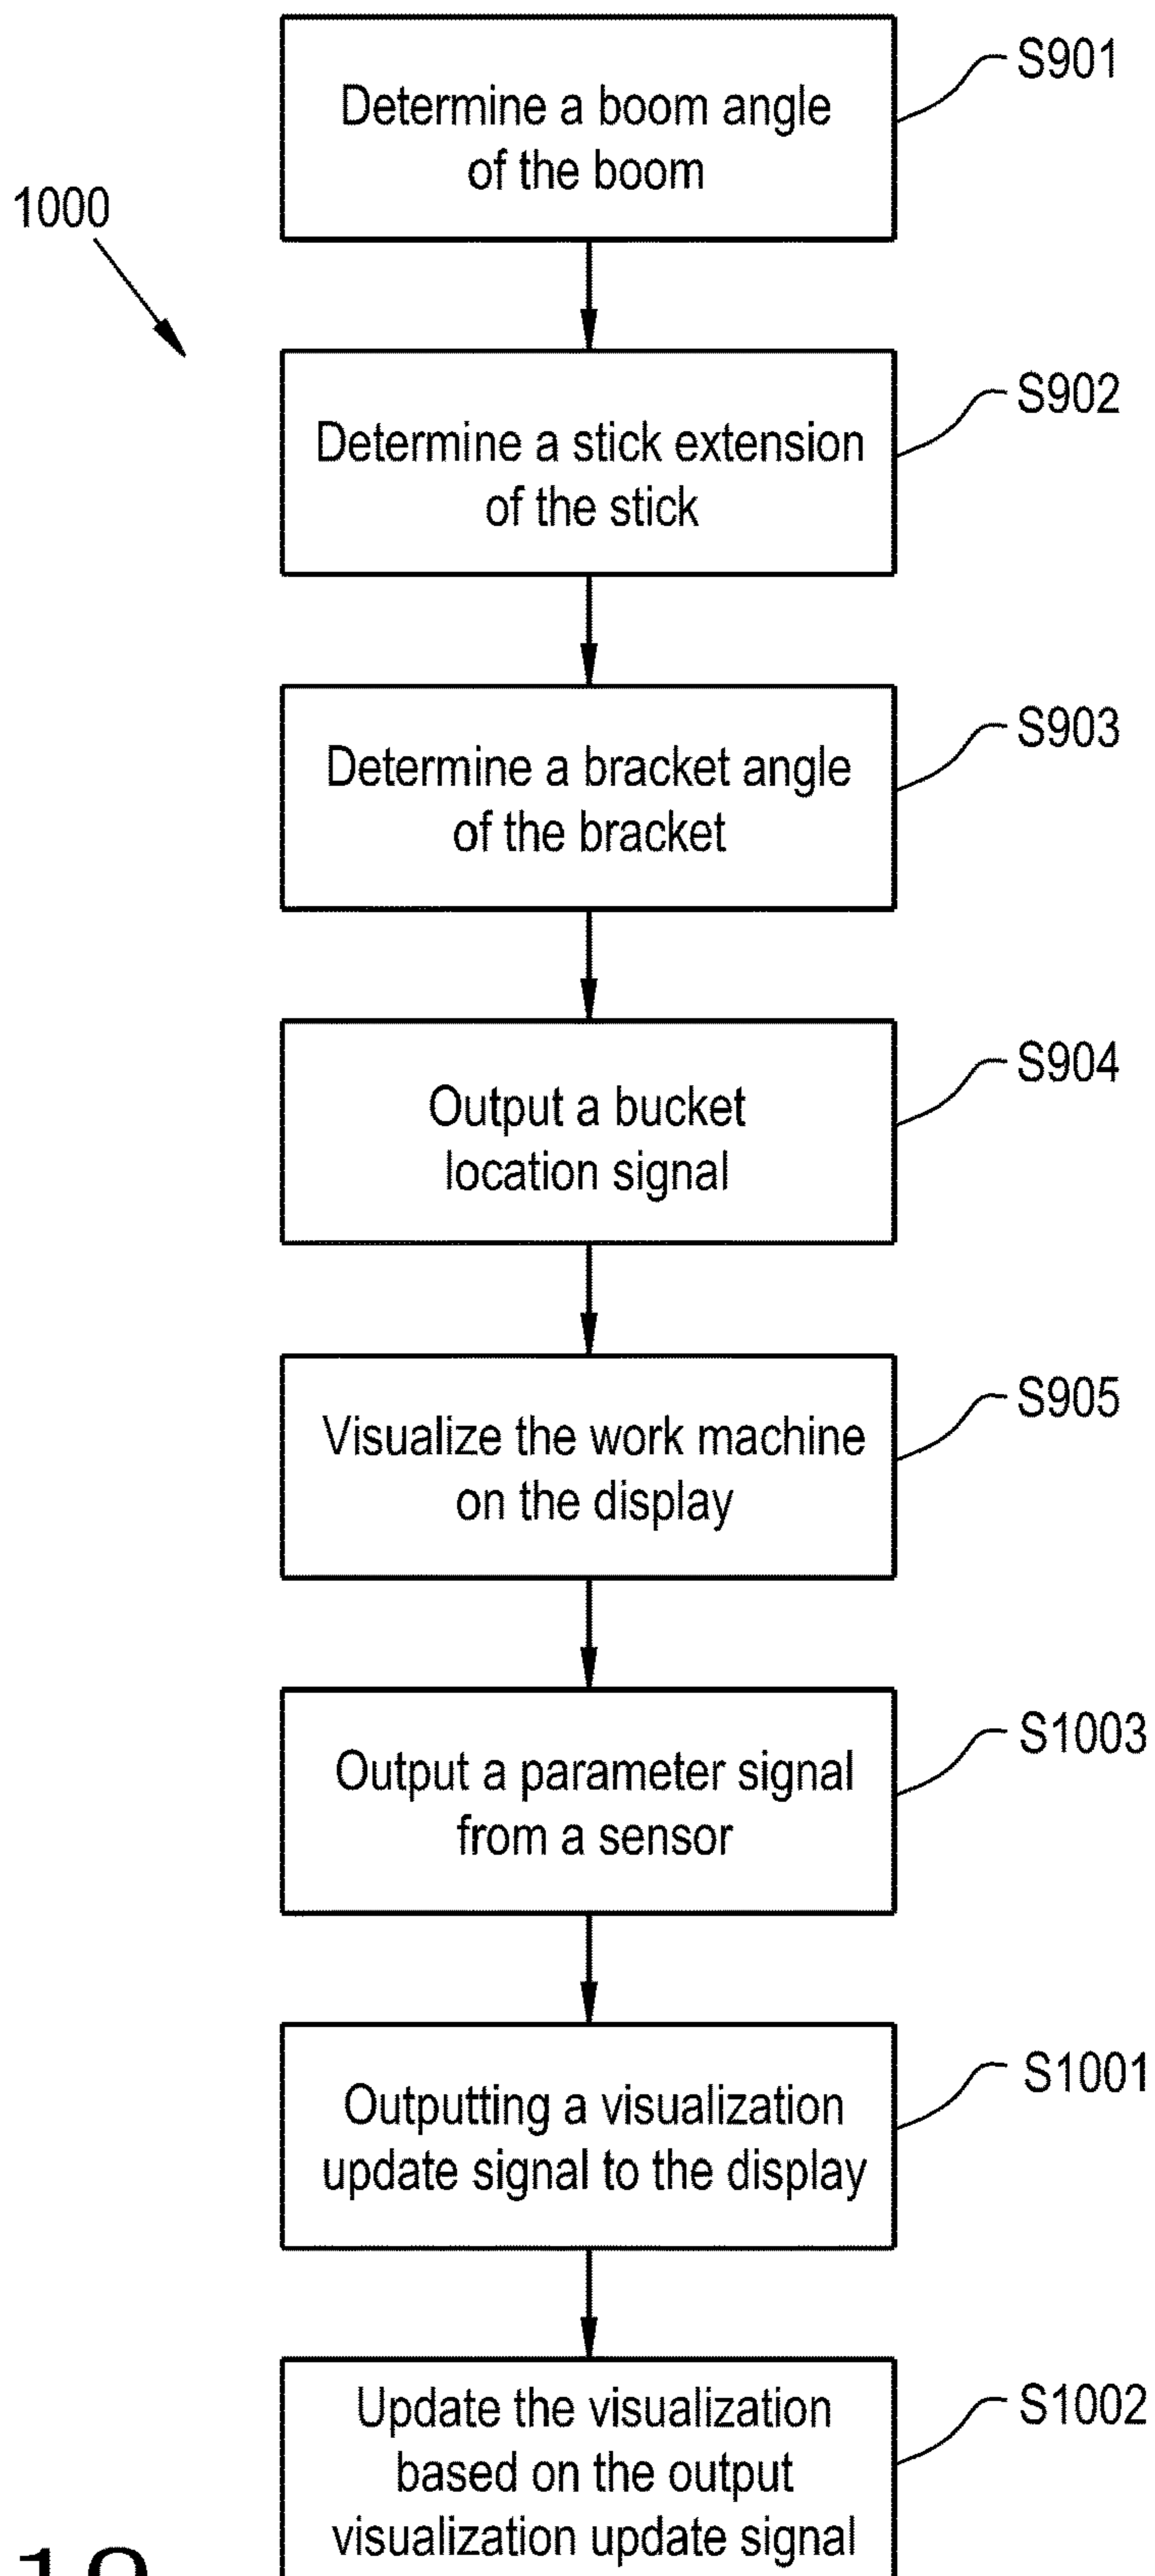 Determine a boom angle
of the boom
S901
1000
Determine a stick extension
of the stick
S902
Determine a bracket angle
of the bracket
S903
Output a bucket
location signal
S904
Visualize the work machine
on the display
S905
Output a parameter signal
from a sensor
S1003
Outputting a visualization
update signal to the display
S1001
Update the visualization
based on the output
visualization update signal
S1002